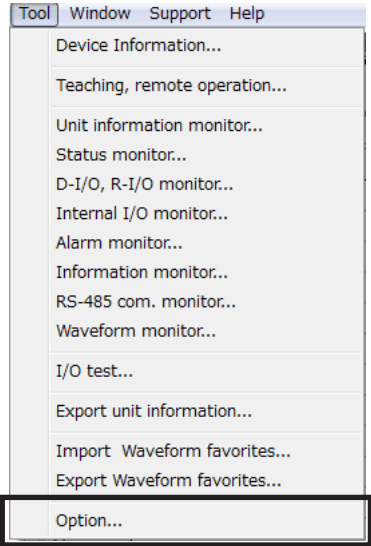 Tool Window Support Help
Device Information...
Teaching, remote operation...
Unit information monitor...
Status monitor...
D-I/O, R-I/O monitor...
Internal I/O monitor...
Alarm monitor...
Information monitor...
RS-485 com. monitor...
Waveform monitor...
I/O test...
Export unit information...
Import  Waveform favorites...
Export Waveform favorites...
Option...